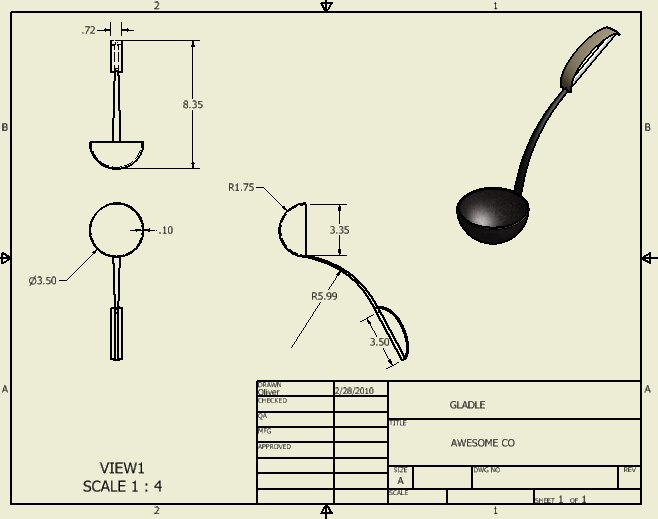 2
1
.72
8.35
B
B
R1.75
3.35
.10
Ø3.50
R5.99
3.50
DRAWN
Oliver
2/28/2010
CHECKED
QA
MFG
APPROVED
GLADLE
TITLE
AWESOME CO
A
A
SIZE
A
DWG NO
REV
SCALE
SHEET 1 OF 1
VIEW1
SCALE 1 : 4
2
1